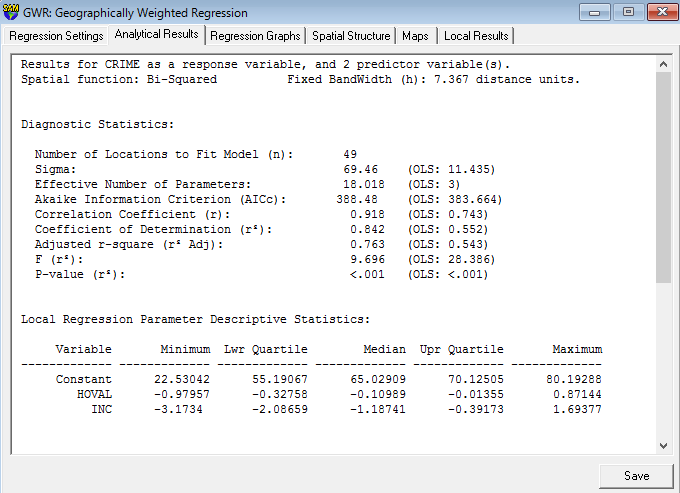 GWR: Geographically Weighted Regression
Regression Settings Analytical Results Regression Graphs Spatial Structure Maps Local Results
Results for CRIME as a response variable, and 2 predictor variable(s).
Spatial function: Bi-Squared Fixed BandWidth (h): 7.367 distance units.
Diagnostic Statistics:
Number of Locations to Fit Model (n): 49
Sigma: 69.46 (OLS: 11.435)
Effective Number of Parameters: 18.018 (OLS: 3)
Akaike Information Criterion (AICc): 388.48 (OLS: 383.664)
Correlation Coefficient (r): 0.918 (OLS: 0.743)
Coefficient of Determination (r²): 0.842 (OLS: 0.552)
Adjusted r-square (r² Adj): 0.763 (OLS: 0.543)
F (r²): 9.696 (OLS: 28.386)
P-value (r²): <.001 (OLS: <.001)
Local Regression Parameter Descriptive Statistics:
Variable Minimum Lwr Quartile Median Upr Quartile Maximum
------------- ------------- ------------- ------------- ------------- -------------
Constant 22.53042 55.19067 65.02909 70.12505 80.19288
HOVAL -0.97957 -0.32758 -0.10989 -0.01355 0.87144
INC -3.1734 -2.08659 -1.18741 -0.39173 1.69377
Save